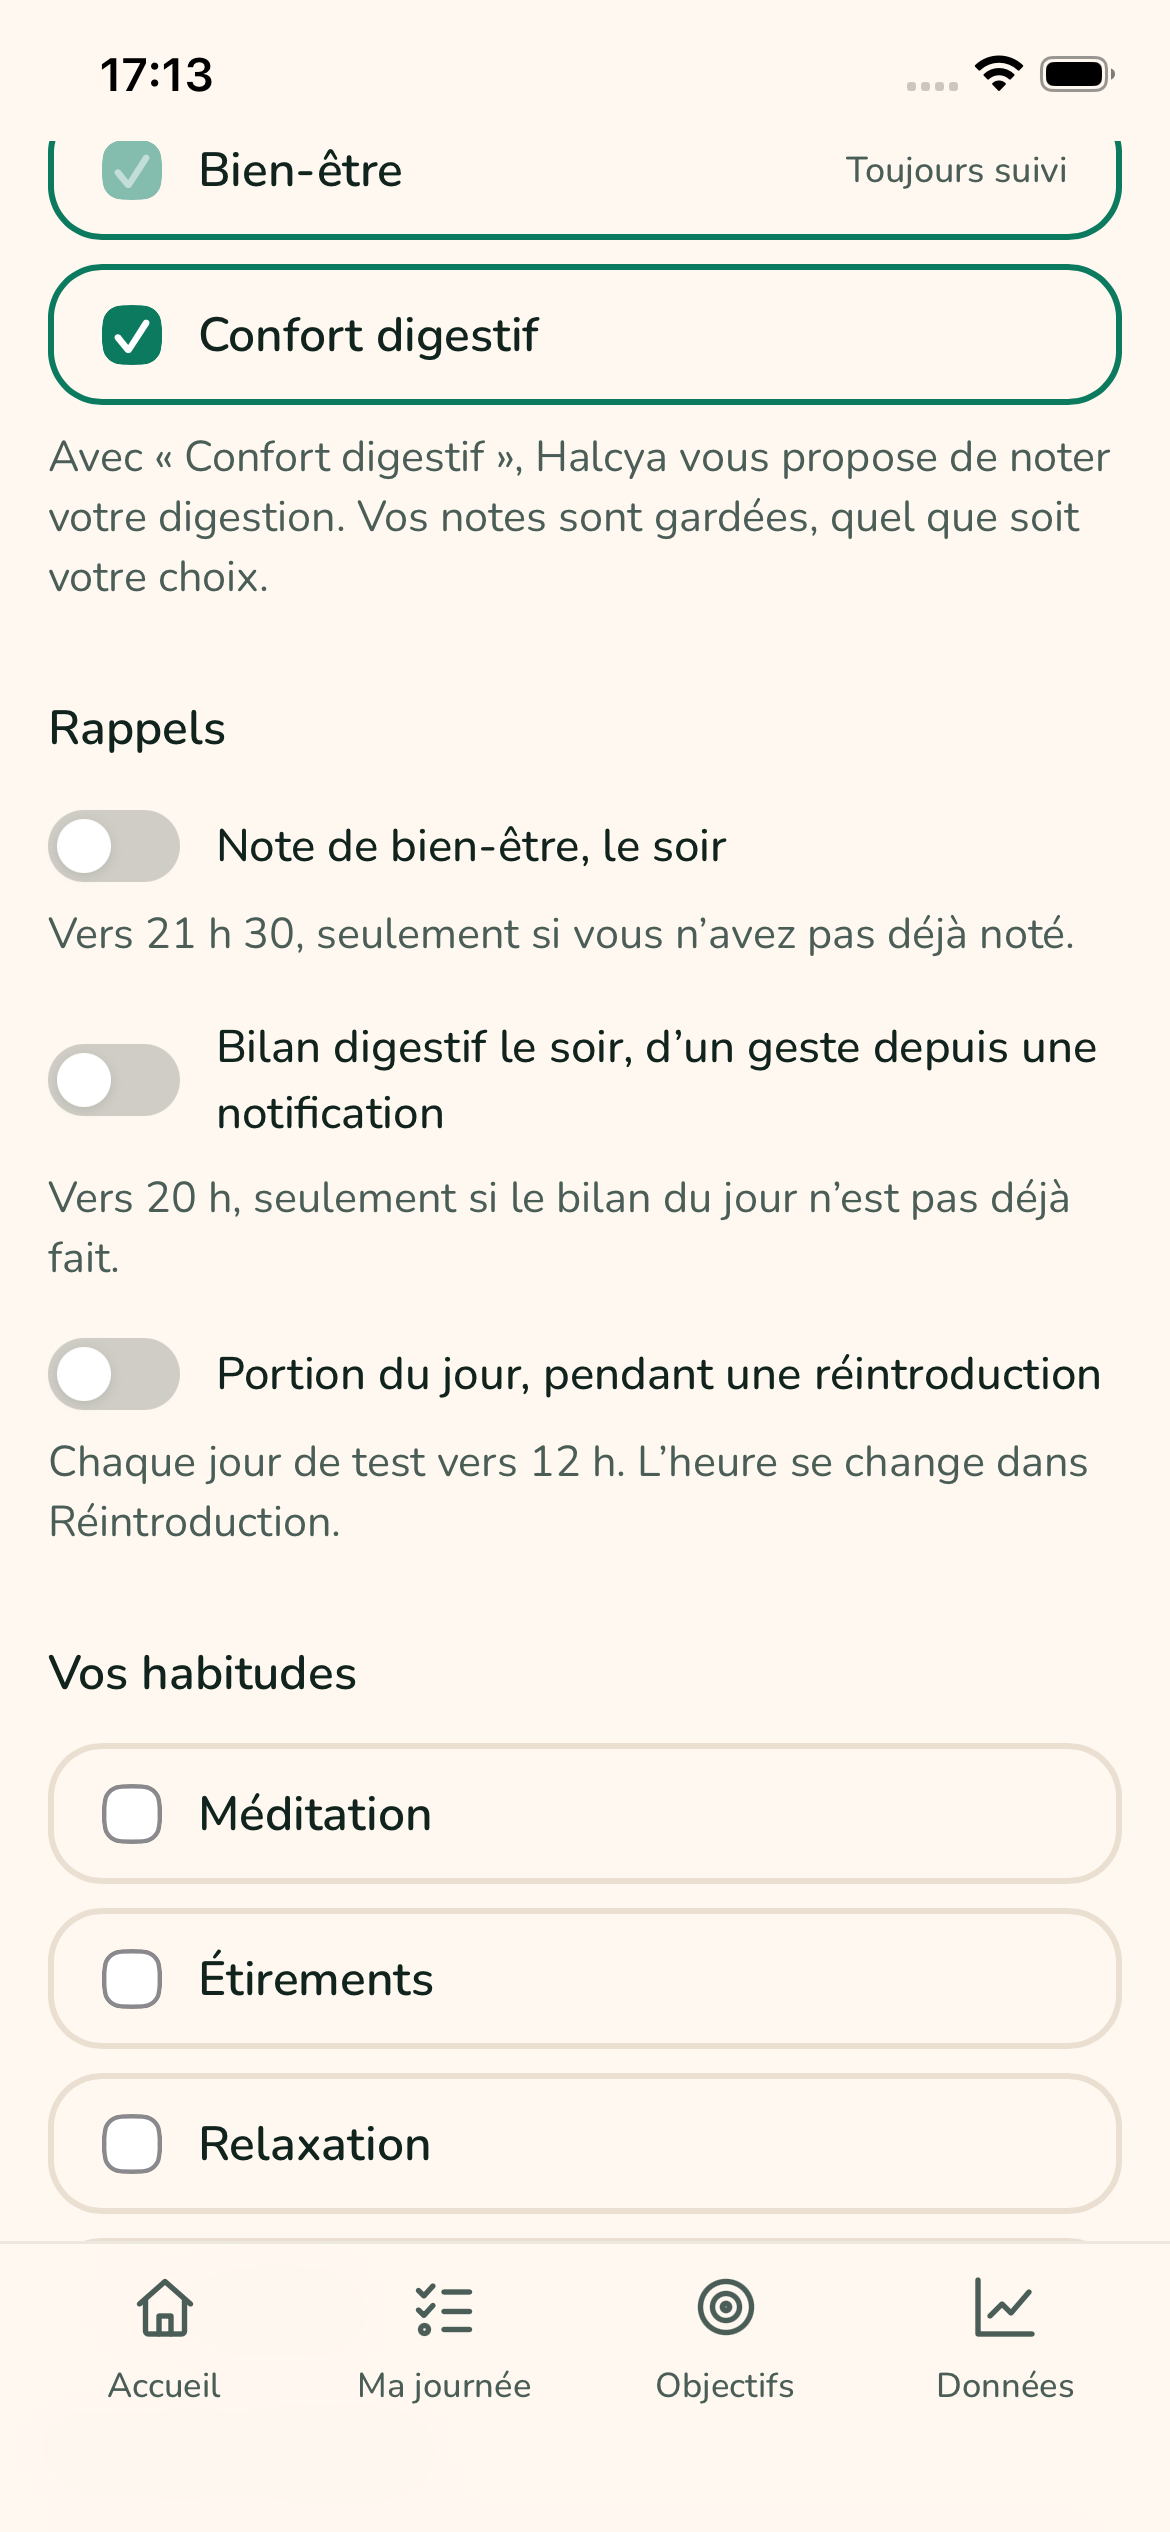 17:13
Bien-être
Toujours suivi
Confort digestif
Avec « Confort digestif », Halcya vous propose de noter
votre digestion. Vos notes sont gardées, quel que soit
votre choix.
Rappels
Note de bien-être, le soir
Vers 21 h 30, seulement si vous n’avez pas déjà noté.
Bilan digestif le soir, d’un geste depuis une
notification
Vers 20 h, seulement si le bilan du jour n’est pas déjà
fait.
Portion du jour, pendant une réintroduction
Chaque jour de test vers 12 h. L’heure se change dans
Réintroduction.
Vos habitudes
Méditation
Étirements
Relaxation
Accueil
Ma journée
Objectifs
Données